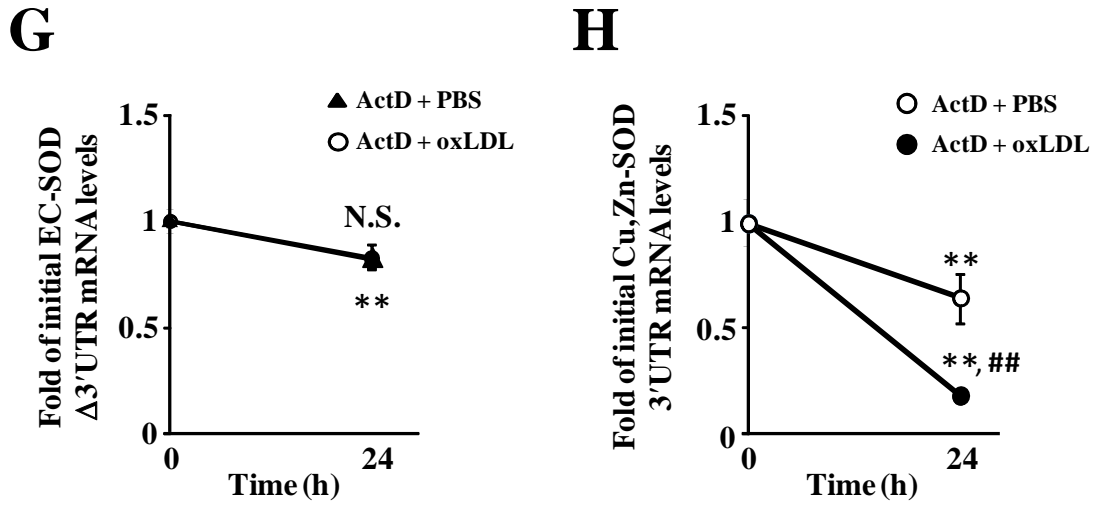 G
ActD + PBS
ActD + oxLDL
Fold of initial EC-SOD
Δ3′UTR mRNA levels
1.5
1
0.5
0
N.S.
**
0
24
Time (h)
H
ActD + PBS
ActD + oxLDL
Fold of initial Cu,Zn-SOD
3′UTR mRNA levels
1.5
1
0.5
0
**
**, ##
0
24
Time (h)